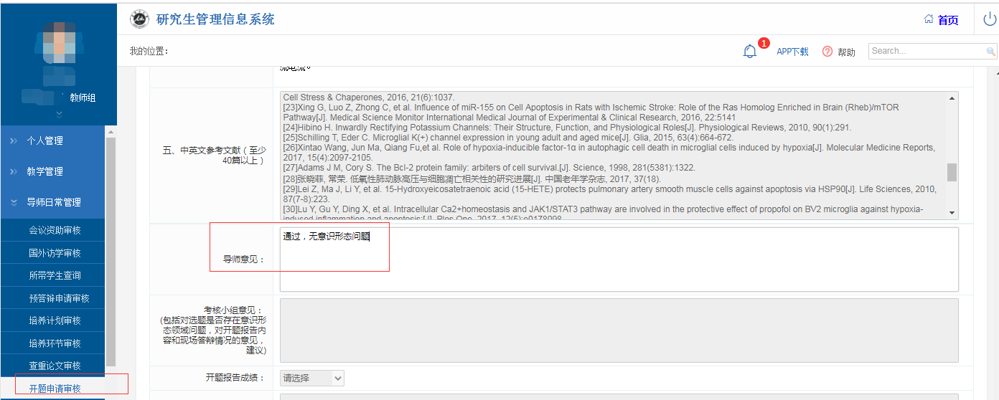 研究生管理信息系统
首页
我的位置：
1
APP下载
帮助
Search...
教师组
个人管理
教学管理
导师日常管理
会议资助审核
国外访学审核
所带学生查询
预答辩申请审核
培养计划审核
培养环节审核
查重论文审核
开题申请审核
五、中英文参考文献（至少
40篇以上）
Cell Stress & Chaperones, 2016, 21(6):1037.
[23]Xing G, Luo Z, Zhong C, et al. Influence of miR-155 on Cell Apoptosis in Rats with Ischemic Stroke: Role of the Ras Homolog Enriched in Brain (Rheb)/mTOR
Pathway[J]. Medical Science Monitor International Medical Journal of Experimental & Clinical Research, 2016, 22:5141
[24]Hibino H. Inwardly Rectifying Potassium Channels: Their Structure, Function, and Physiological Roles[J]. Physiological Reviews, 2010, 90(1):291.
[25]Schilling T, Eder C. Microglial K(+) channel expression in young adult and aged mice[J]. Glia, 2015, 63(4):664-672.
[26]Xintao Wang, Jun Ma, Qiang Fu,et al. Role of hypoxia-inducible factor-1α in autophagic cell death in microglial cells induced by hypoxia[J]. Molecular Medicine Reports,
2017, 15(4):2097-2105.
[27]Adams J M, Cory S. The Bcl-2 protein family: arbiters of cell survival.[J]. Science, 1998, 281(5381):1322.
[28]张晓菲, 常荣. 低氧性肺动脉高压与细胞凋亡相关性的研究进展[J]. 中国老年学杂志, 2017, 37(18).
[29]Lei Z, Ma J, Li Y, et al. 15-Hydroxyeicosatetraenoic acid (15-HETE) protects pulmonary artery smooth muscle cells against apoptosis via HSP90[J]. Life Sciences, 2010,
87(7-8):223.
[30]Lu Y, Gu Y, Ding X, et al. Intracellular Ca2+homeostasis and JAK1/STAT3 pathway are involved in the protective effect of propofol on BV2 microglia against hypoxia-
induced inflammation and apoptosis:[J]. Plos One, 2017, 12(5):e0178098.
导师意见：
通过，无意识形态问题
考核小组意见：
(包括对选题是否存在意识形
态领域问题，对开题报告内
容和现场答辩情况的意见，
建议)
开题报告成绩：
请选择